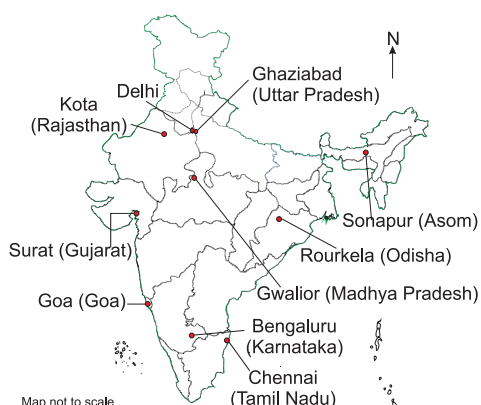 N
Ghaziabad
(Uttar Pradesh)
Delhi
Kota
(Rajasthan)
Sonapur (Asom)
Surat (Gujarat)
Rourkela (Odisha)
Gwalior (Madhya Pradesh)
Goa (Goa)
Bengaluru
(Karnataka)
Chennai
(Tamil Nadu)
Map not to scale